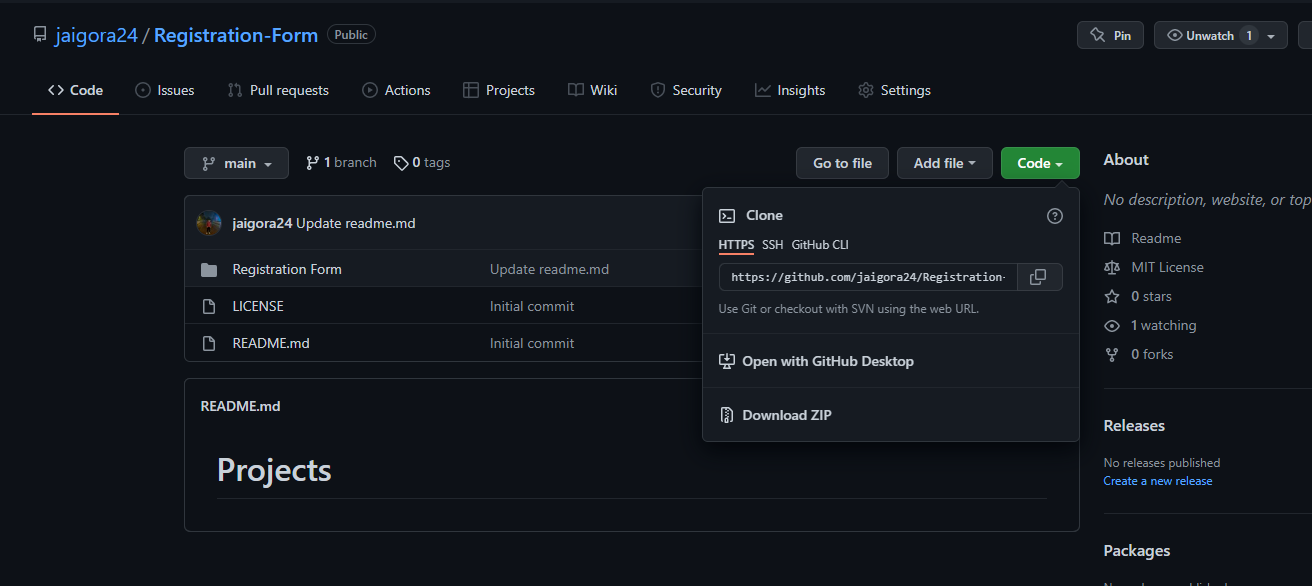 jaigora24 / Registration-Form Public
Pin Unwatch 1
Code Issues Pull requests Actions Projects Wiki Security Insights Settings
main 1 branch 0 tags Go to file Add file Code
jaigora24 Update readme.md
Registration Form Update readme.md
LICENSE Initial commit
README.md Initial commit
Clone
HTTPS SSH GitHub CLI
https://github.com/jaigora24/Registration-
Use Git or checkout with SVN using the web URL.
Open with GitHub Desktop
Download ZIP
README.md
Projects
About
No description, website, or top
Readme
MIT License
0 stars
1 watching
0 forks
Releases
No releases published
Create a new release
Packages